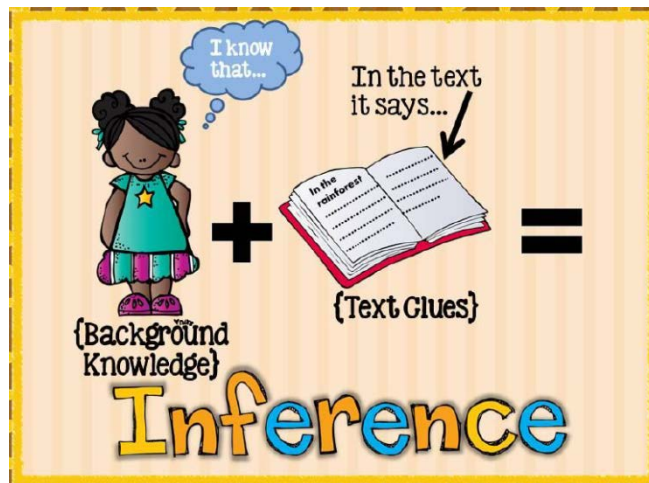 I know
that...
In the text
it says...
In the
rainforest
{Background
Knowledge}
{Text Clues}
Inference